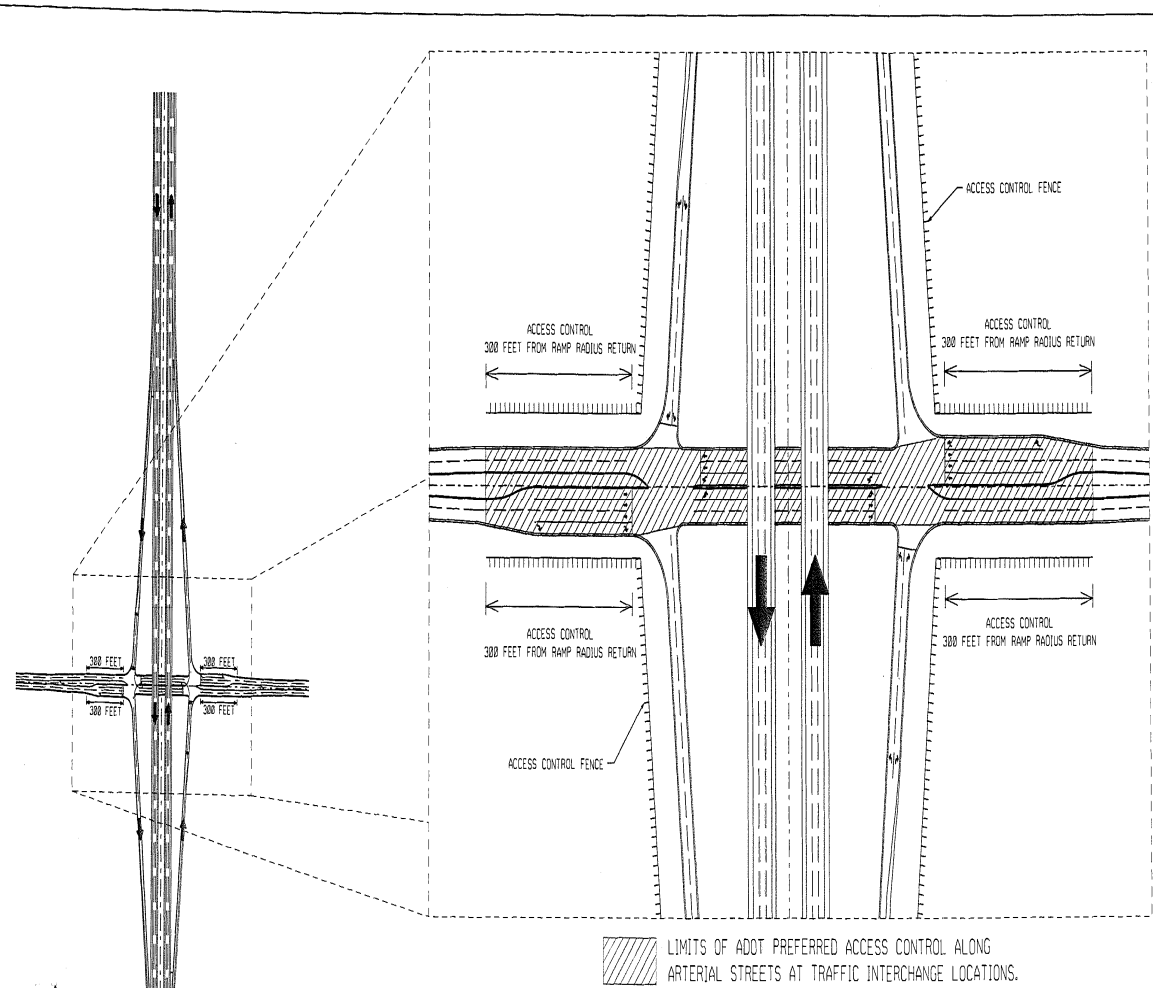 ACCESS CONTROL FENCE
ACCESS CONTROL
300 FEET FROM RAMP RADIUS RETURN
ACCESS CONTROL
300 FEET FROM RAMP RADIUS RETURN
ACCESS CONTROL
300 FEET FROM RAMP RADIUS RETURN
ACCESS CONTROL
300 FEET FROM RAMP RADIUS RETURN
300 FEET
300 FEET
300 FEET
300 FEET
ACCESS CONTROL FENCE
LIMITS OF ADOT PREFERRED ACCESS CONTROL ALONG
ARTERIAL STREETS AT TRAFFIC INTERCHANGE LOCATIONS.